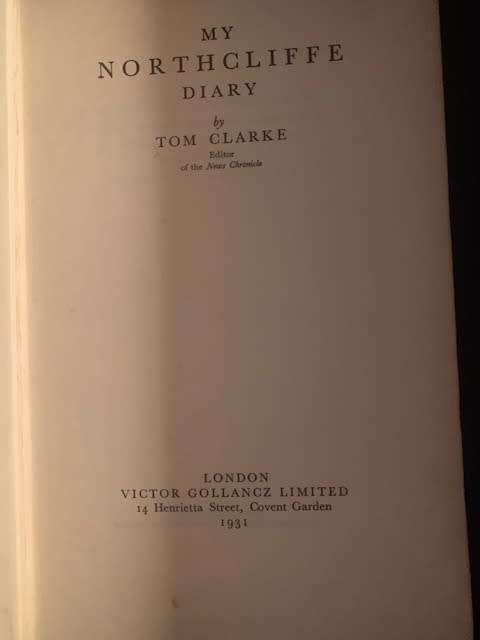 MY
NORTHCLIFFE
DIARY
by
TOM CLARKE
Editor
of the News Chronicle
LONDON
VICTOR GOLLANCZ LIMITED
14 Henrietta Street, Covent Garden
1931